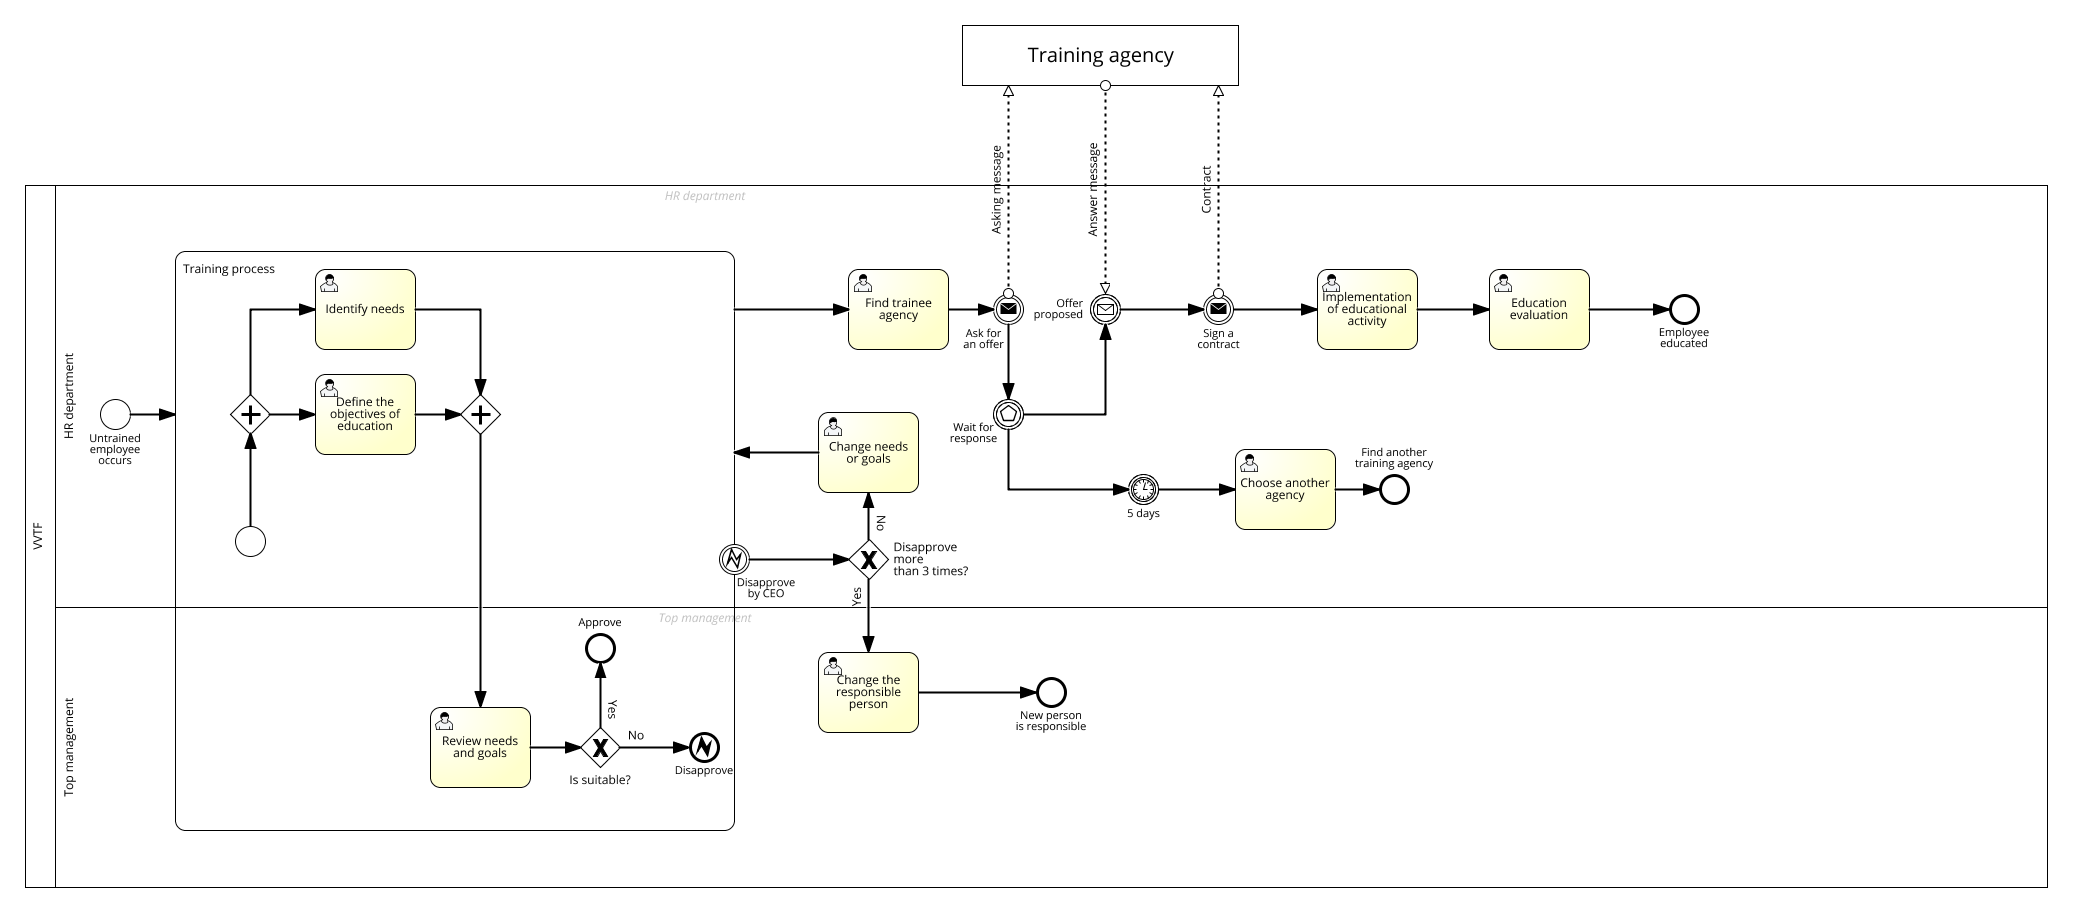 Training agency
Asking message
Answer message
Contract
HR department
VVTF
HR department
Training process
Identify needs
Define the
objectives of
education
Untrained
employee
occurs
Find trainee
agency
Ask for
an offer
Offer
proposed
Sign a
contract
Implementation
of educational
activity
Education
evaluation
Employee
educated
Change needs
or goals
Wait for
response
5 days
Choose another
agency
Find another
training agency
No
Disapprove
more
than 3 times?
Yes
Disapprove
by CEO
Top management
Top management
Approve
Yes
No
Review needs
and goals
Is suitable?
Disapprove
Change the
responsible
person
New person
is responsible